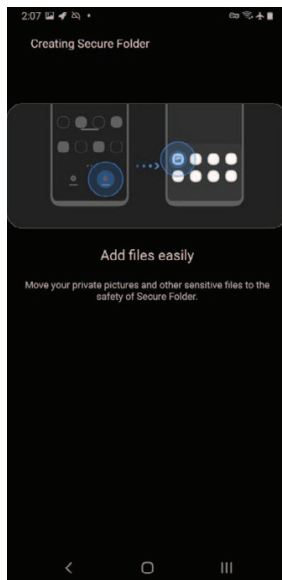 2:07
Creating Secure Folder
Add files easily
Move your private pictures and other sensitive files to the
safety of Secure Folder.